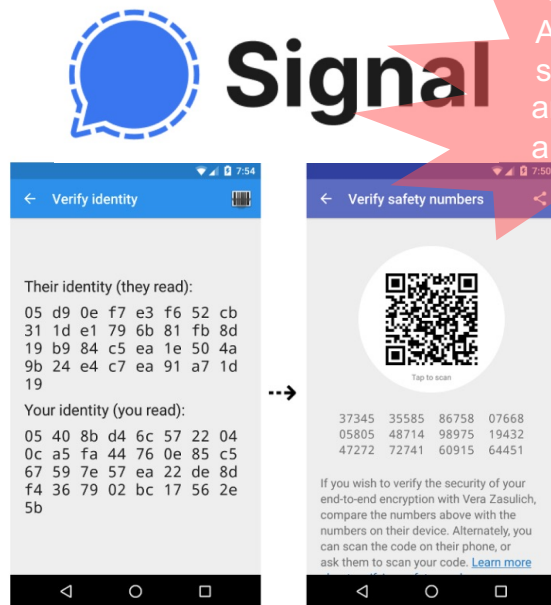 Signal
7:54
Verify identity
Their identity (they read):
05 d9 0e f7 e3 f6 52 cb
31 1d e1 79 6b 81 fb 8d
19 b9 84 c5 ea 1e 50 4a
9b 24 e4 c7 ea 91 a7 1d
19
Your identity (you read):
05 40 8b d4 6c 57 22 04
0c a5 fa 44 76 0e 85 c5
67 59 7e 57 ea 22 de 8d
f4 36 79 02 bc 17 56 2e
5b
7:50
Verify safety numbers
Tap to scan
37345 35585 86758 07668
05805 48714 98975 19432
47272 72741 60915 64451
If you wish to verify the security of your
end-to-end encryption with Vera Zasulich,
compare the numbers above with the
numbers on their device. Alternately, you
can scan the code on their phone, or
ask them to scan your code. Learn more